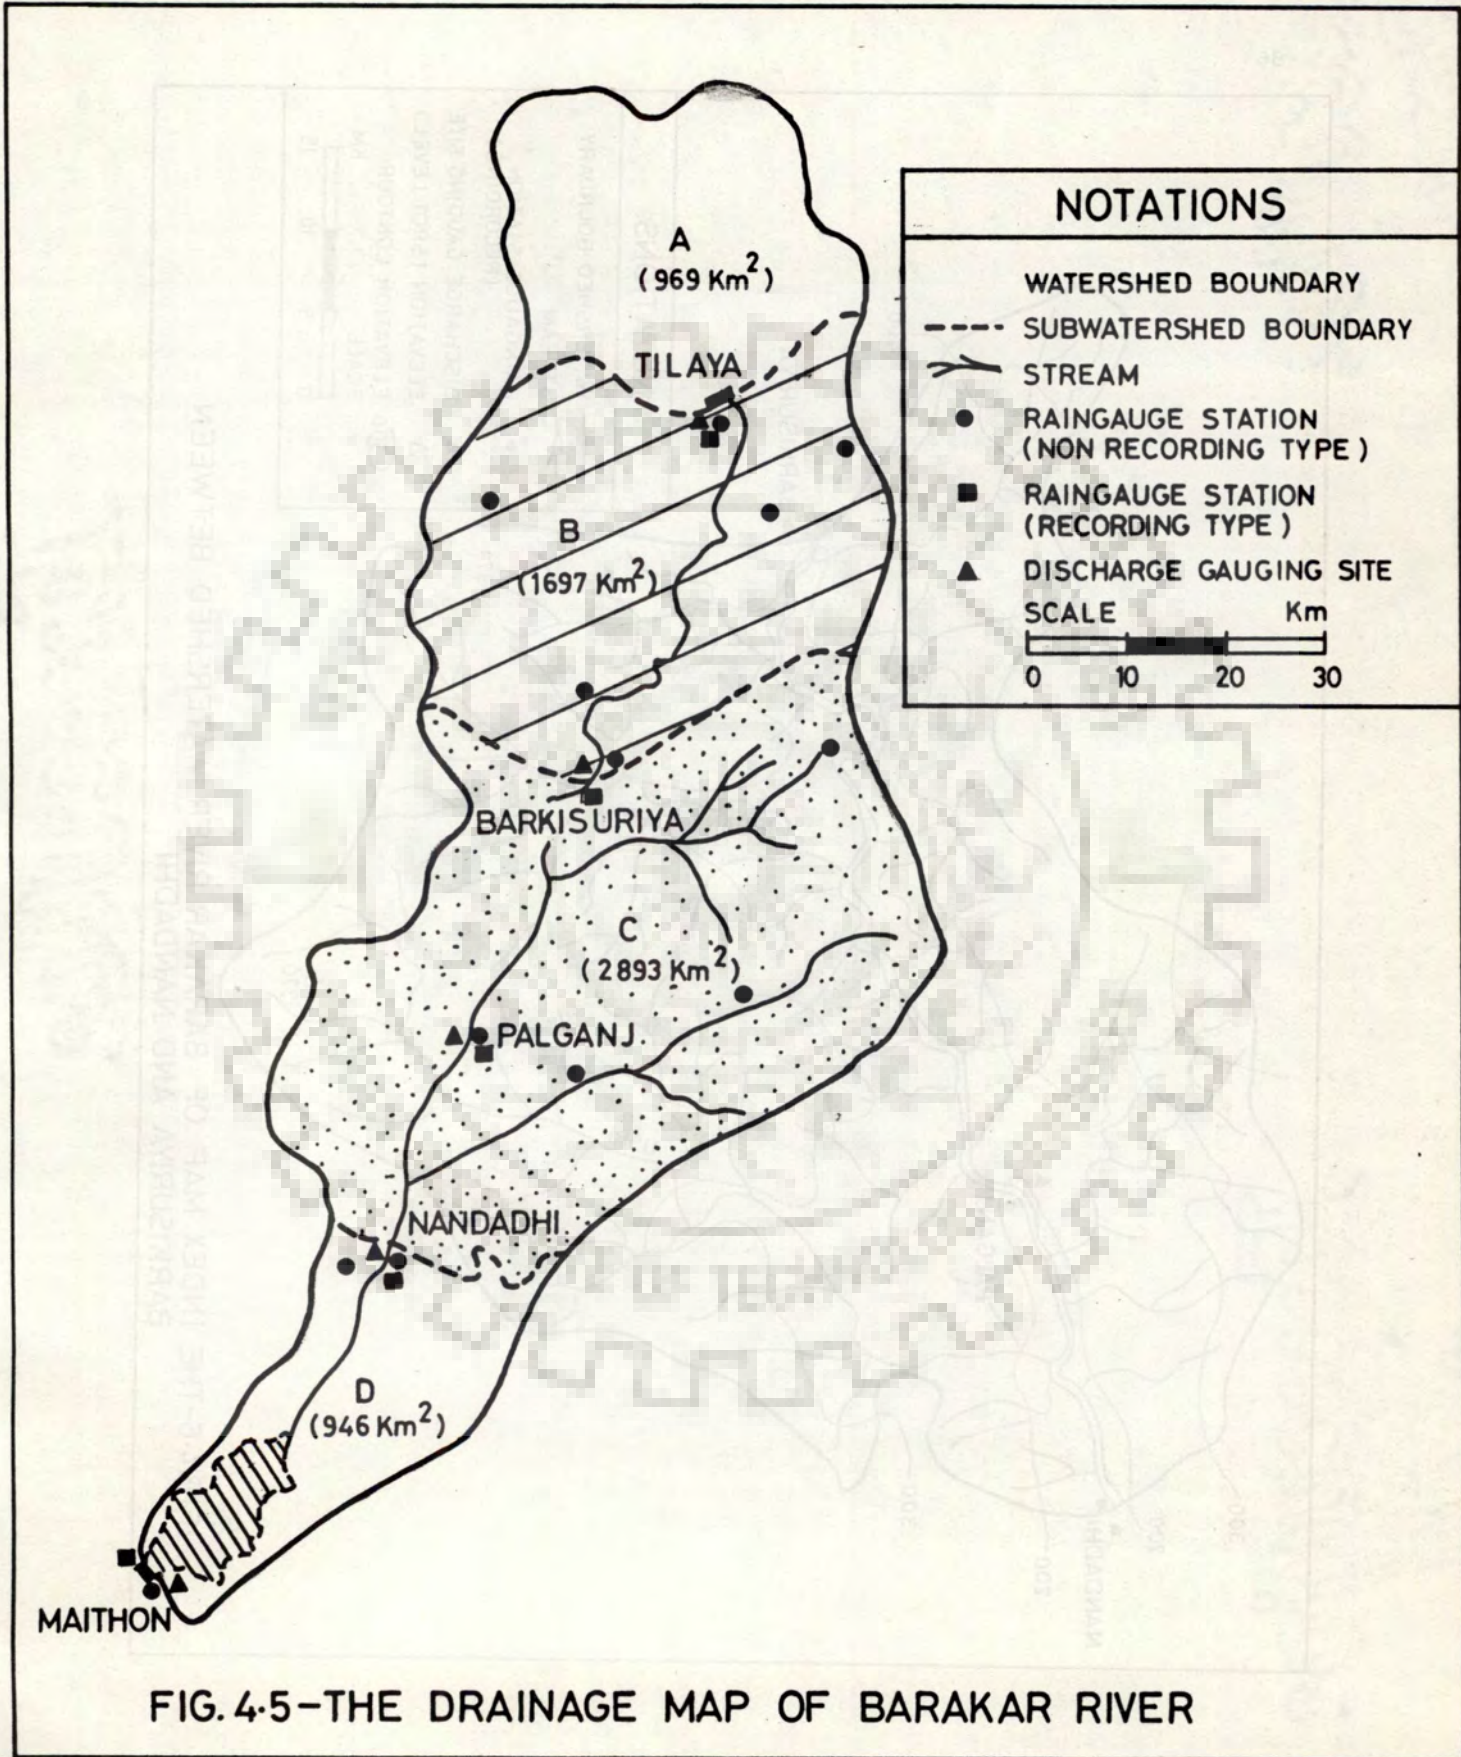 A
(969 Km²)
TILAYA
B
(1697 Km²)
BARKISURIYA
C
(2893 Km²)
PALGANJ
NANDADHI
D
(946 Km²)
MAITHON
NOTATIONS
WATERSHED BOUNDARY
SUBWATERSHED BOUNDARY
STREAM
RAINGAUGE STATION
(NON RECORDING TYPE)
RAINGAUGE STATION
(RECORDING TYPE)
DISCHARGE GAUGING SITE
SCALE Km
0 10 20 30
FIG. 4.5-THE DRAINAGE MAP OF BARAKAR RIVER